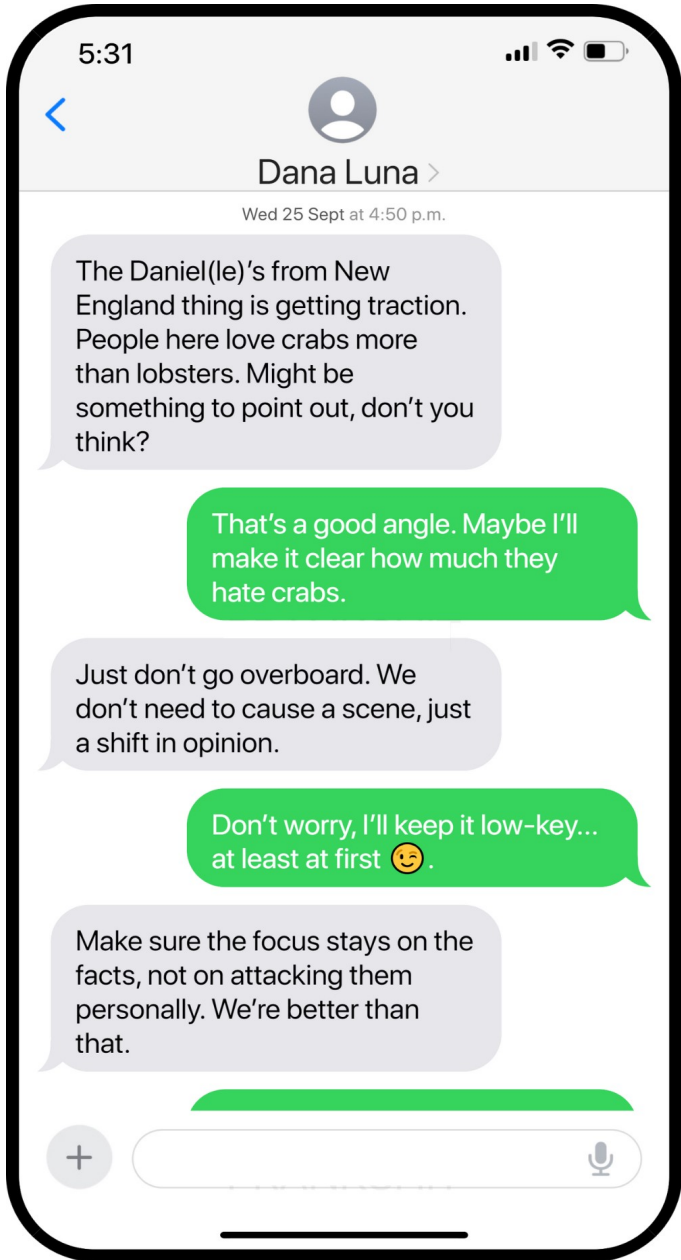 5:31
Dana Luna
Wed 25 Sept at 4:50 p.m.
The Daniel(le)’s from New
England thing is getting traction.
People here love crabs more
than lobsters. Might be
something to point out, don’t you
think?
That’s a good angle. Maybe I’ll
make it clear how much they
hate crabs.
Just don’t go overboard. We
don’t need to cause a scene, just
a shift in opinion.
Don’t worry, I’ll keep it low-key...
at least at first 😉.
Make sure the focus stays on the
facts, not on attacking them
personally. We’re better than
that.